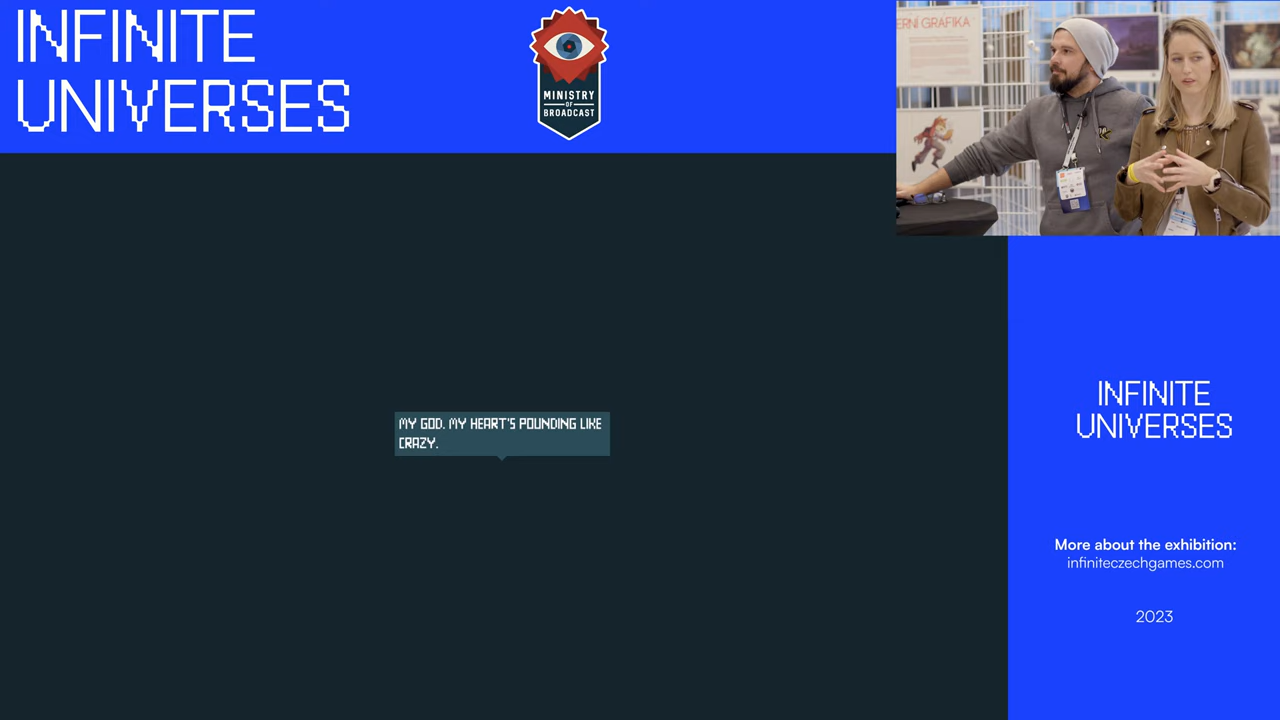 INFINITE
UNIVERSES
MINISTRY
OF
BROADCAST
ERNÍ GRAFIKA
MY GOD. MY HEART'S POUNDING LIKE
CRAZY.
INFINITE
UNIVERSES
More about the exhibition:
infiniteczechgames.com
2023